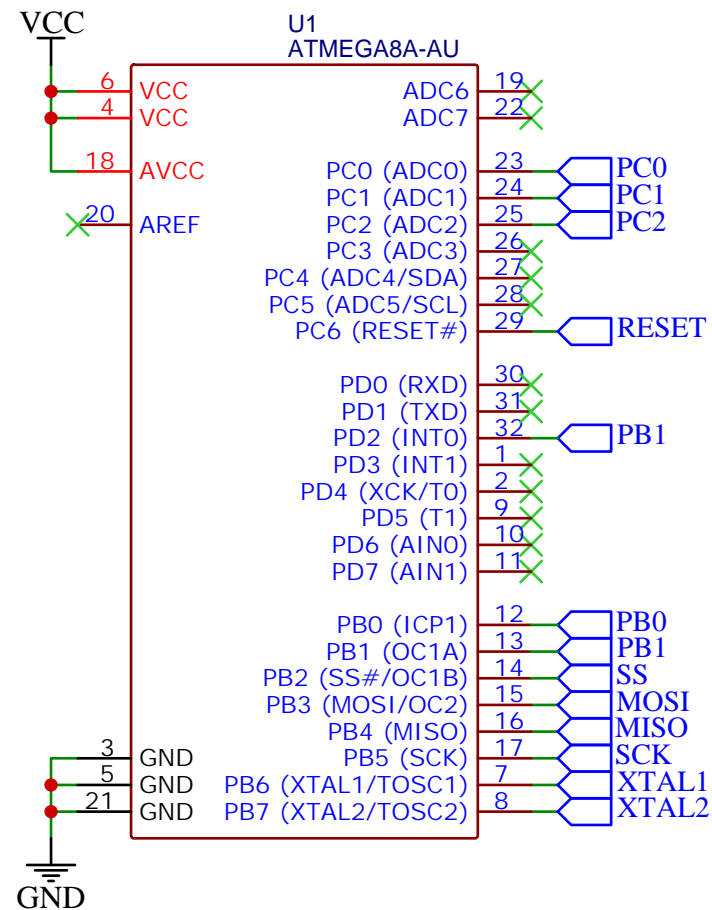 VCC
U1
ATMEGA8A-AU
6 VCC
4 VCC
18 AVCC
20 AREF
3 GND
5 GND
21 GND
GND
ADC6 19
ADC7 22
PC0 (ADC0) 23 PC0
PC1 (ADC1) 24 PC1
PC2 (ADC2) 25 PC2
PC3 (ADC3) 26
PC4 (ADC4/SDA) 27
PC5 (ADC5/SCL) 28
PC6 (RESET#) 29 RESET
PD0 (RXD) 30
PD1 (TXD) 31
PD2 (INT0) 32 PB1
PD3 (INT1) 1
PD4 (XCK/T0) 2
PD5 (T1) 9
PD6 (AIN0) 10
PD7 (AIN1) 11
PB0 (ICP1) 12 PB0
PB1 (OC1A) 13 PB1
PB2 (SS#/OC1B) 14 SS
PB3 (MOSI/OC2) 15 MOSI
PB4 (MISO) 16 MISO
PB5 (SCK) 17 SCK
PB6 (XTAL1/TOSC1) 7 XTAL1
PB7 (XTAL2/TOSC2) 8 XTAL2